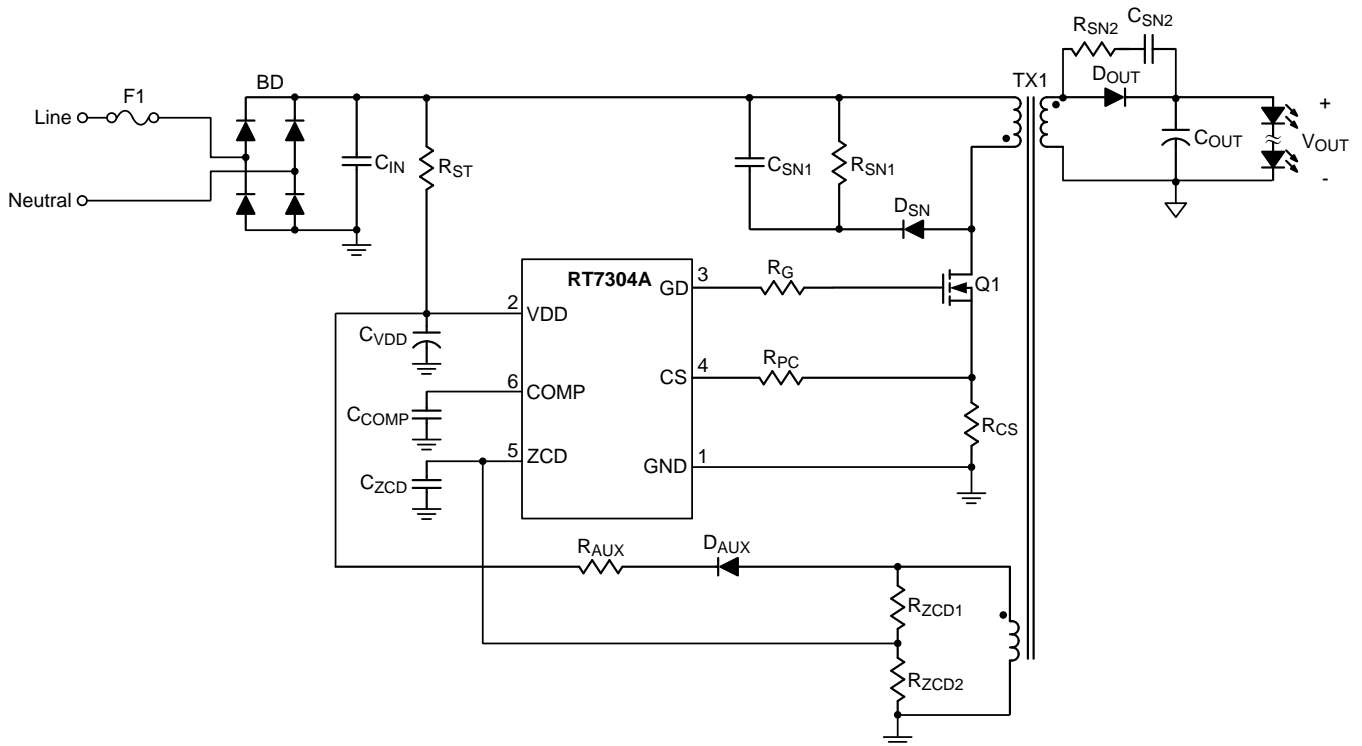 RSN2
CSN2
BD
TX1
DOUT
F1
+
Line
CIN
RST
CSN1
RSN1
COUT
VOUT
Neutral
-
DSN
RT7304A
3
RG
GD
Q1
2
VDD
CVDD
RPC
4
CS
6
COMP
CCOMP
RCS
5
ZCD
1
GND
CZCD
RAUX
DAUX
RZCD1
RZCD2